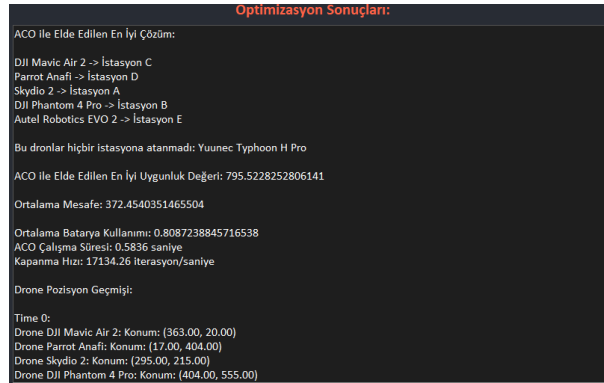 Optimizasyon Sonuçları:
ACO ile Elde Edilen En İyi Çözüm:
DJI Mavic Air 2 -> İstasyon C
Parrot Anafi -> İstasyon D
Skydio 2 -> İstasyon A
DJI Phantom 4 Pro -> İstasyon B
Autel Robotics EVO 2 -> İstasyon E
Bu dronlar hiçbir istasyona atanmadı: Yuunec Typhoon H Pro
ACO ile Elde Edilen En İyi Uygunluk Değeri: 795.5228252806141
Ortalama Mesafe: 372.4540351465504
Ortalama Batarya Kullanımı: 0.8087238845716538
ACO Çalışma Süresi: 0.5836 saniye
Kapanma Hızı: 17134.26 iterasyon/saniye
Drone Pozisyon Geçmişi:
Time 0:
Drone DJI Mavic Air 2: Konum: (363.00, 20.00)
Drone Parrot Anafi: Konum: (17.00, 404.00)
Drone Skydio 2: Konum: (295.00, 215.00)
Drone DJI Phantom 4 Pro: Konum: (404.00, 555.00)